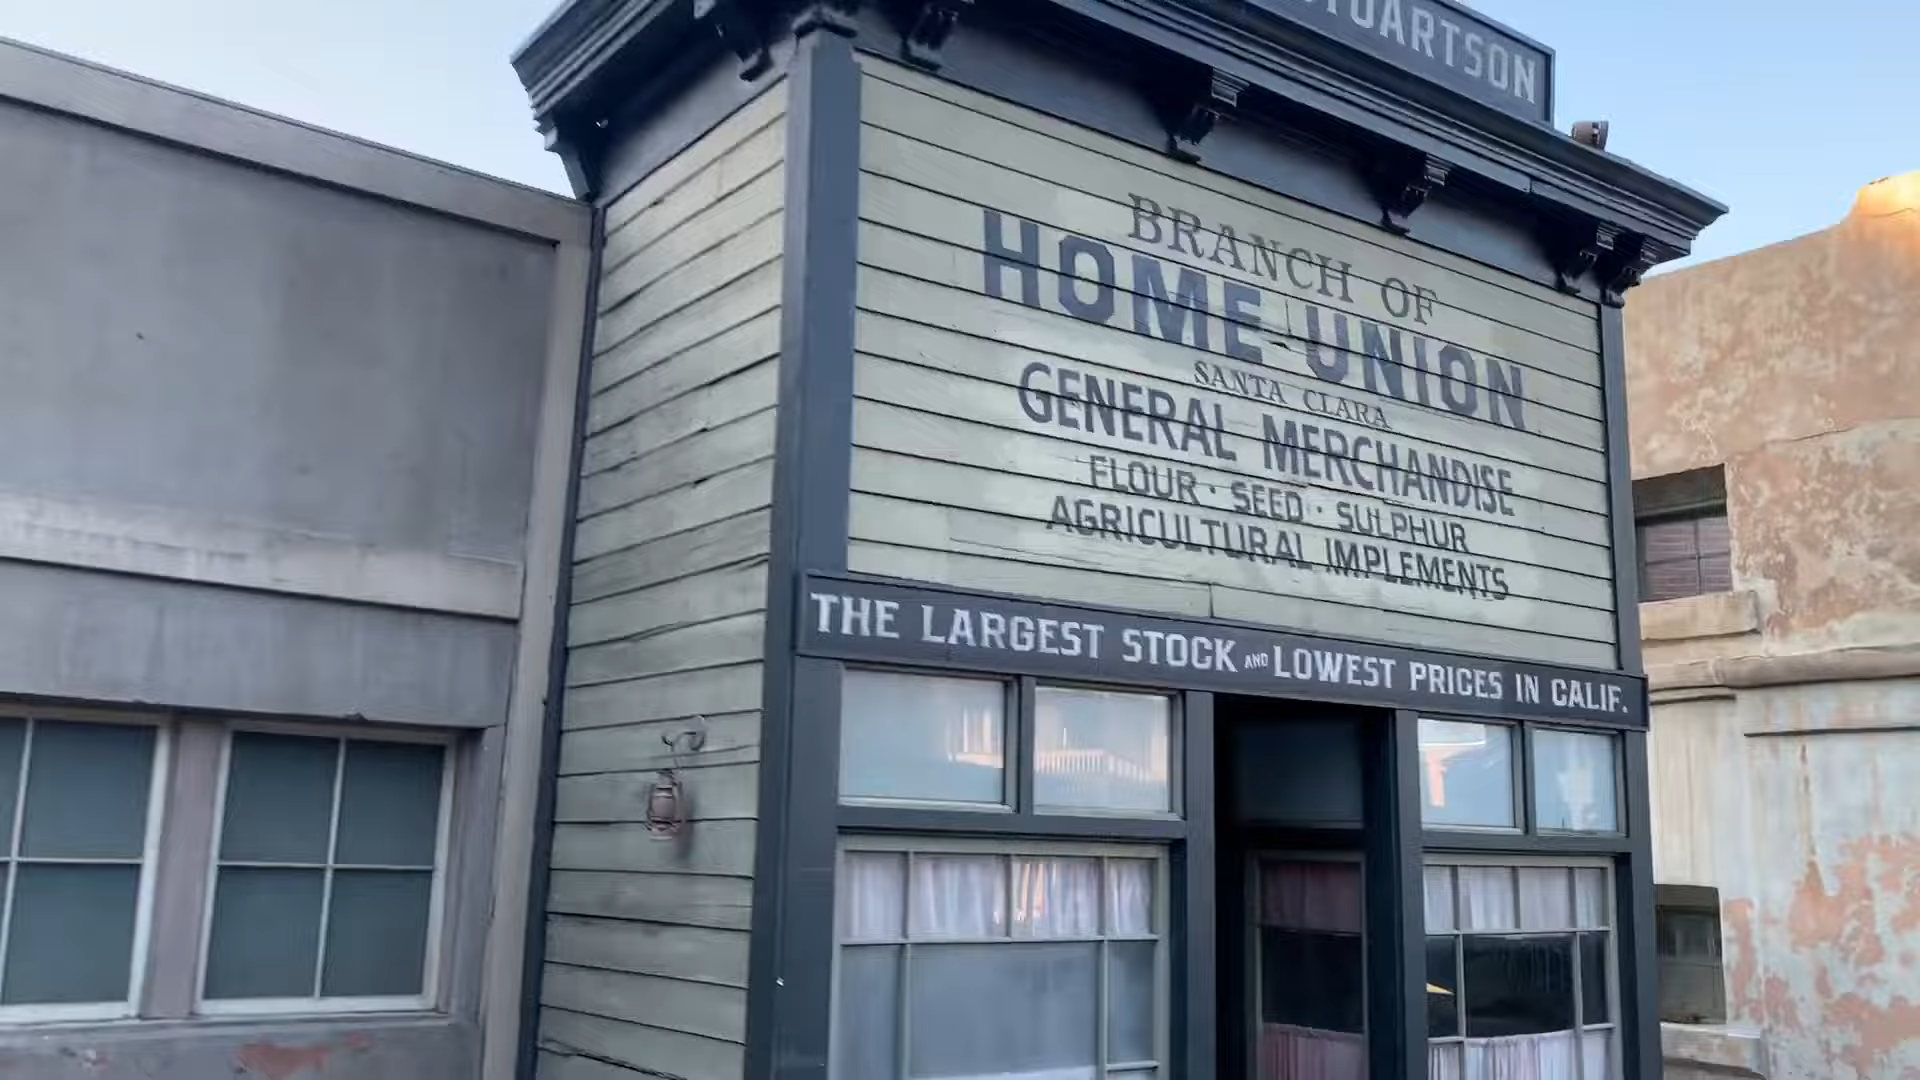 BRANCH OF
HOME UNION
SANTA CLARA
GENERAL MERCHANDISE
FLOUR · SEED · SULPHUR
AGRICULTURAL IMPLEMENTS
THE LARGEST STOCK AND LOWEST PRICES IN CALIF.